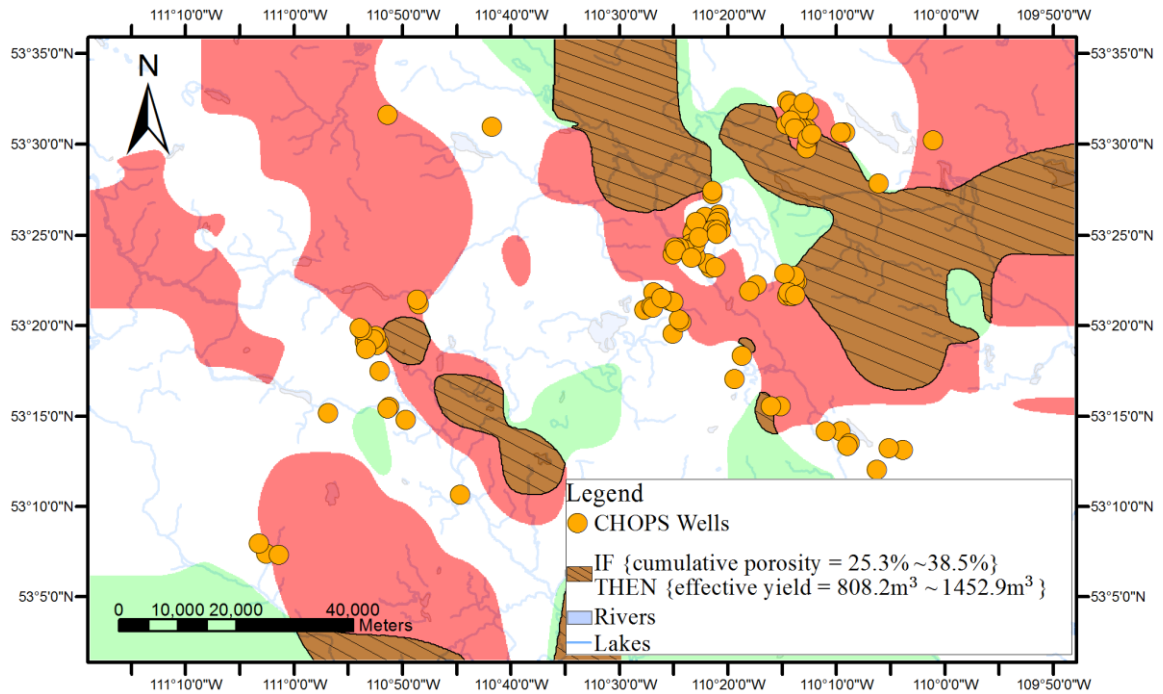 111°10'0"W 111°0'0"W 110°50'0"W 110°40'0"W 110°30'0"W 110°20'0"W 110°10'0"W 110°0'0"W 109°50'0"W
53°35'0"N 53°35'0"N
N
53°30'0"N 53°30'0"N
53°25'0"N 53°25'0"N
53°20'0"N 53°20'0"N
53°15'0"N 53°15'0"N
Legend
53°10'0"N 53°10'0"N
CHOPS Wells
IF {cumulative porosity = 25.3% ~38.5%}
THEN {effective yield = 808.2m³ ~ 1452.9m³ }
53°50'0"N 53°5'0"N
0 10,000 20,000 40,000
Rivers
Meters
Lakes
111°10'0"W 111°0'0"W 110°50'0"W 110°40'0"W 110°30'0"W 110°20'0"W 110°10'0"W 110°0'0"W 109°50'0"W